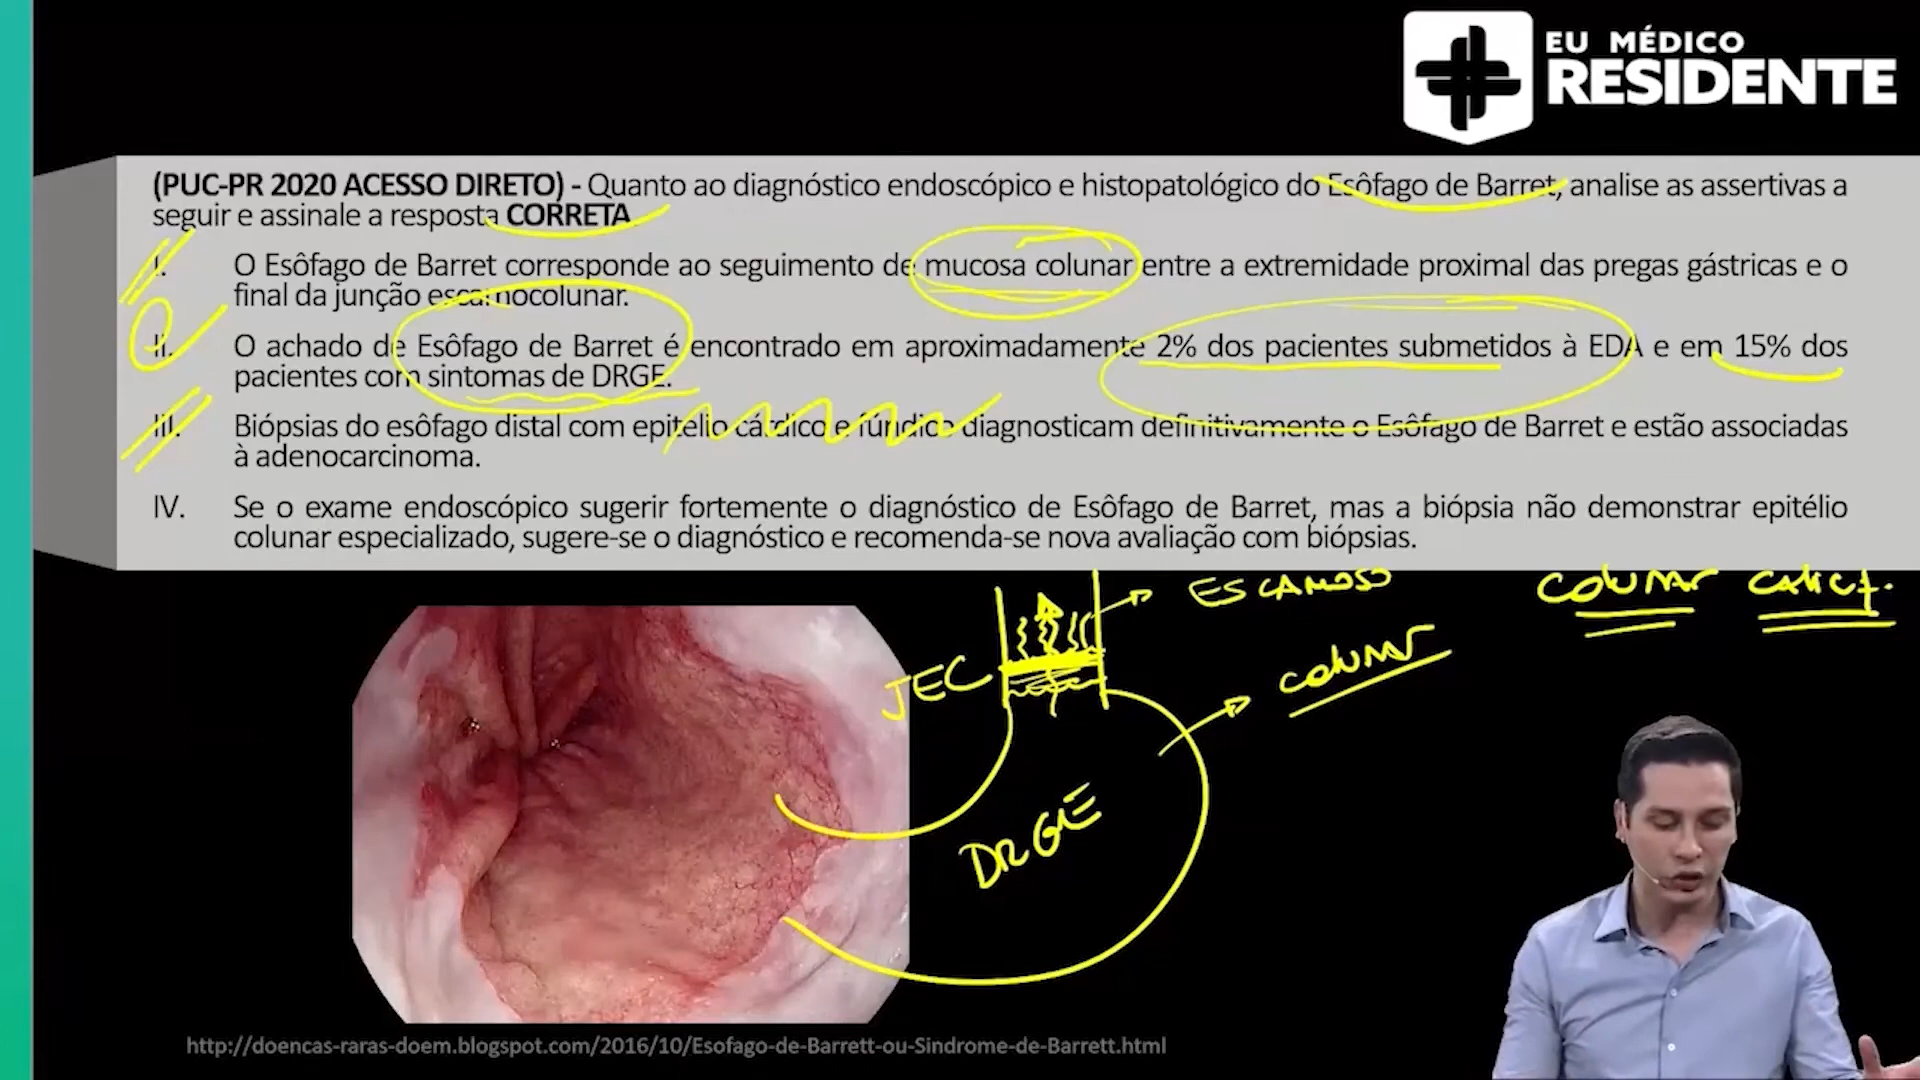 EU MÉDICO
RESIDENTE
(PUC-PR 2020 ACESSO DIRETO) - Quanto ao diagnóstico endoscópico e histopatológico do Esôfago de Barret, analise as assertivas a
seguir e assinale a resposta CORRETA
I. O Esôfago de Barret corresponde ao seguimento de mucosa colunar entre a extremidade proximal das pregas gástricas e o
final da junção escamocolunar.
II. O achado de Esôfago de Barret é encontrado em aproximadamente 2% dos pacientes submetidos à EDA e em 15% dos
pacientes com sintomas de DRGE.
III. Biópsias do esôfago distal com epitélio cárdico e fúndico diagnosticam definitivamente o Esôfago de Barret e estão associadas
à adenocarcinoma.
IV. Se o exame endoscópico sugerir fortemente o diagnóstico de Esôfago de Barret, mas a biópsia não demonstrar epitélio
colunar especializado, sugere-se o diagnóstico e recomenda-se nova avaliação com biópsias.
ESCAMOSO
COLUNAR CALICIF.
JEC
COLUNAR
DRGE
http://doencas-raras-doem.blogspot.com/2016/10/Esofago-de-Barrett-ou-Sindrome-de-Barrett.html